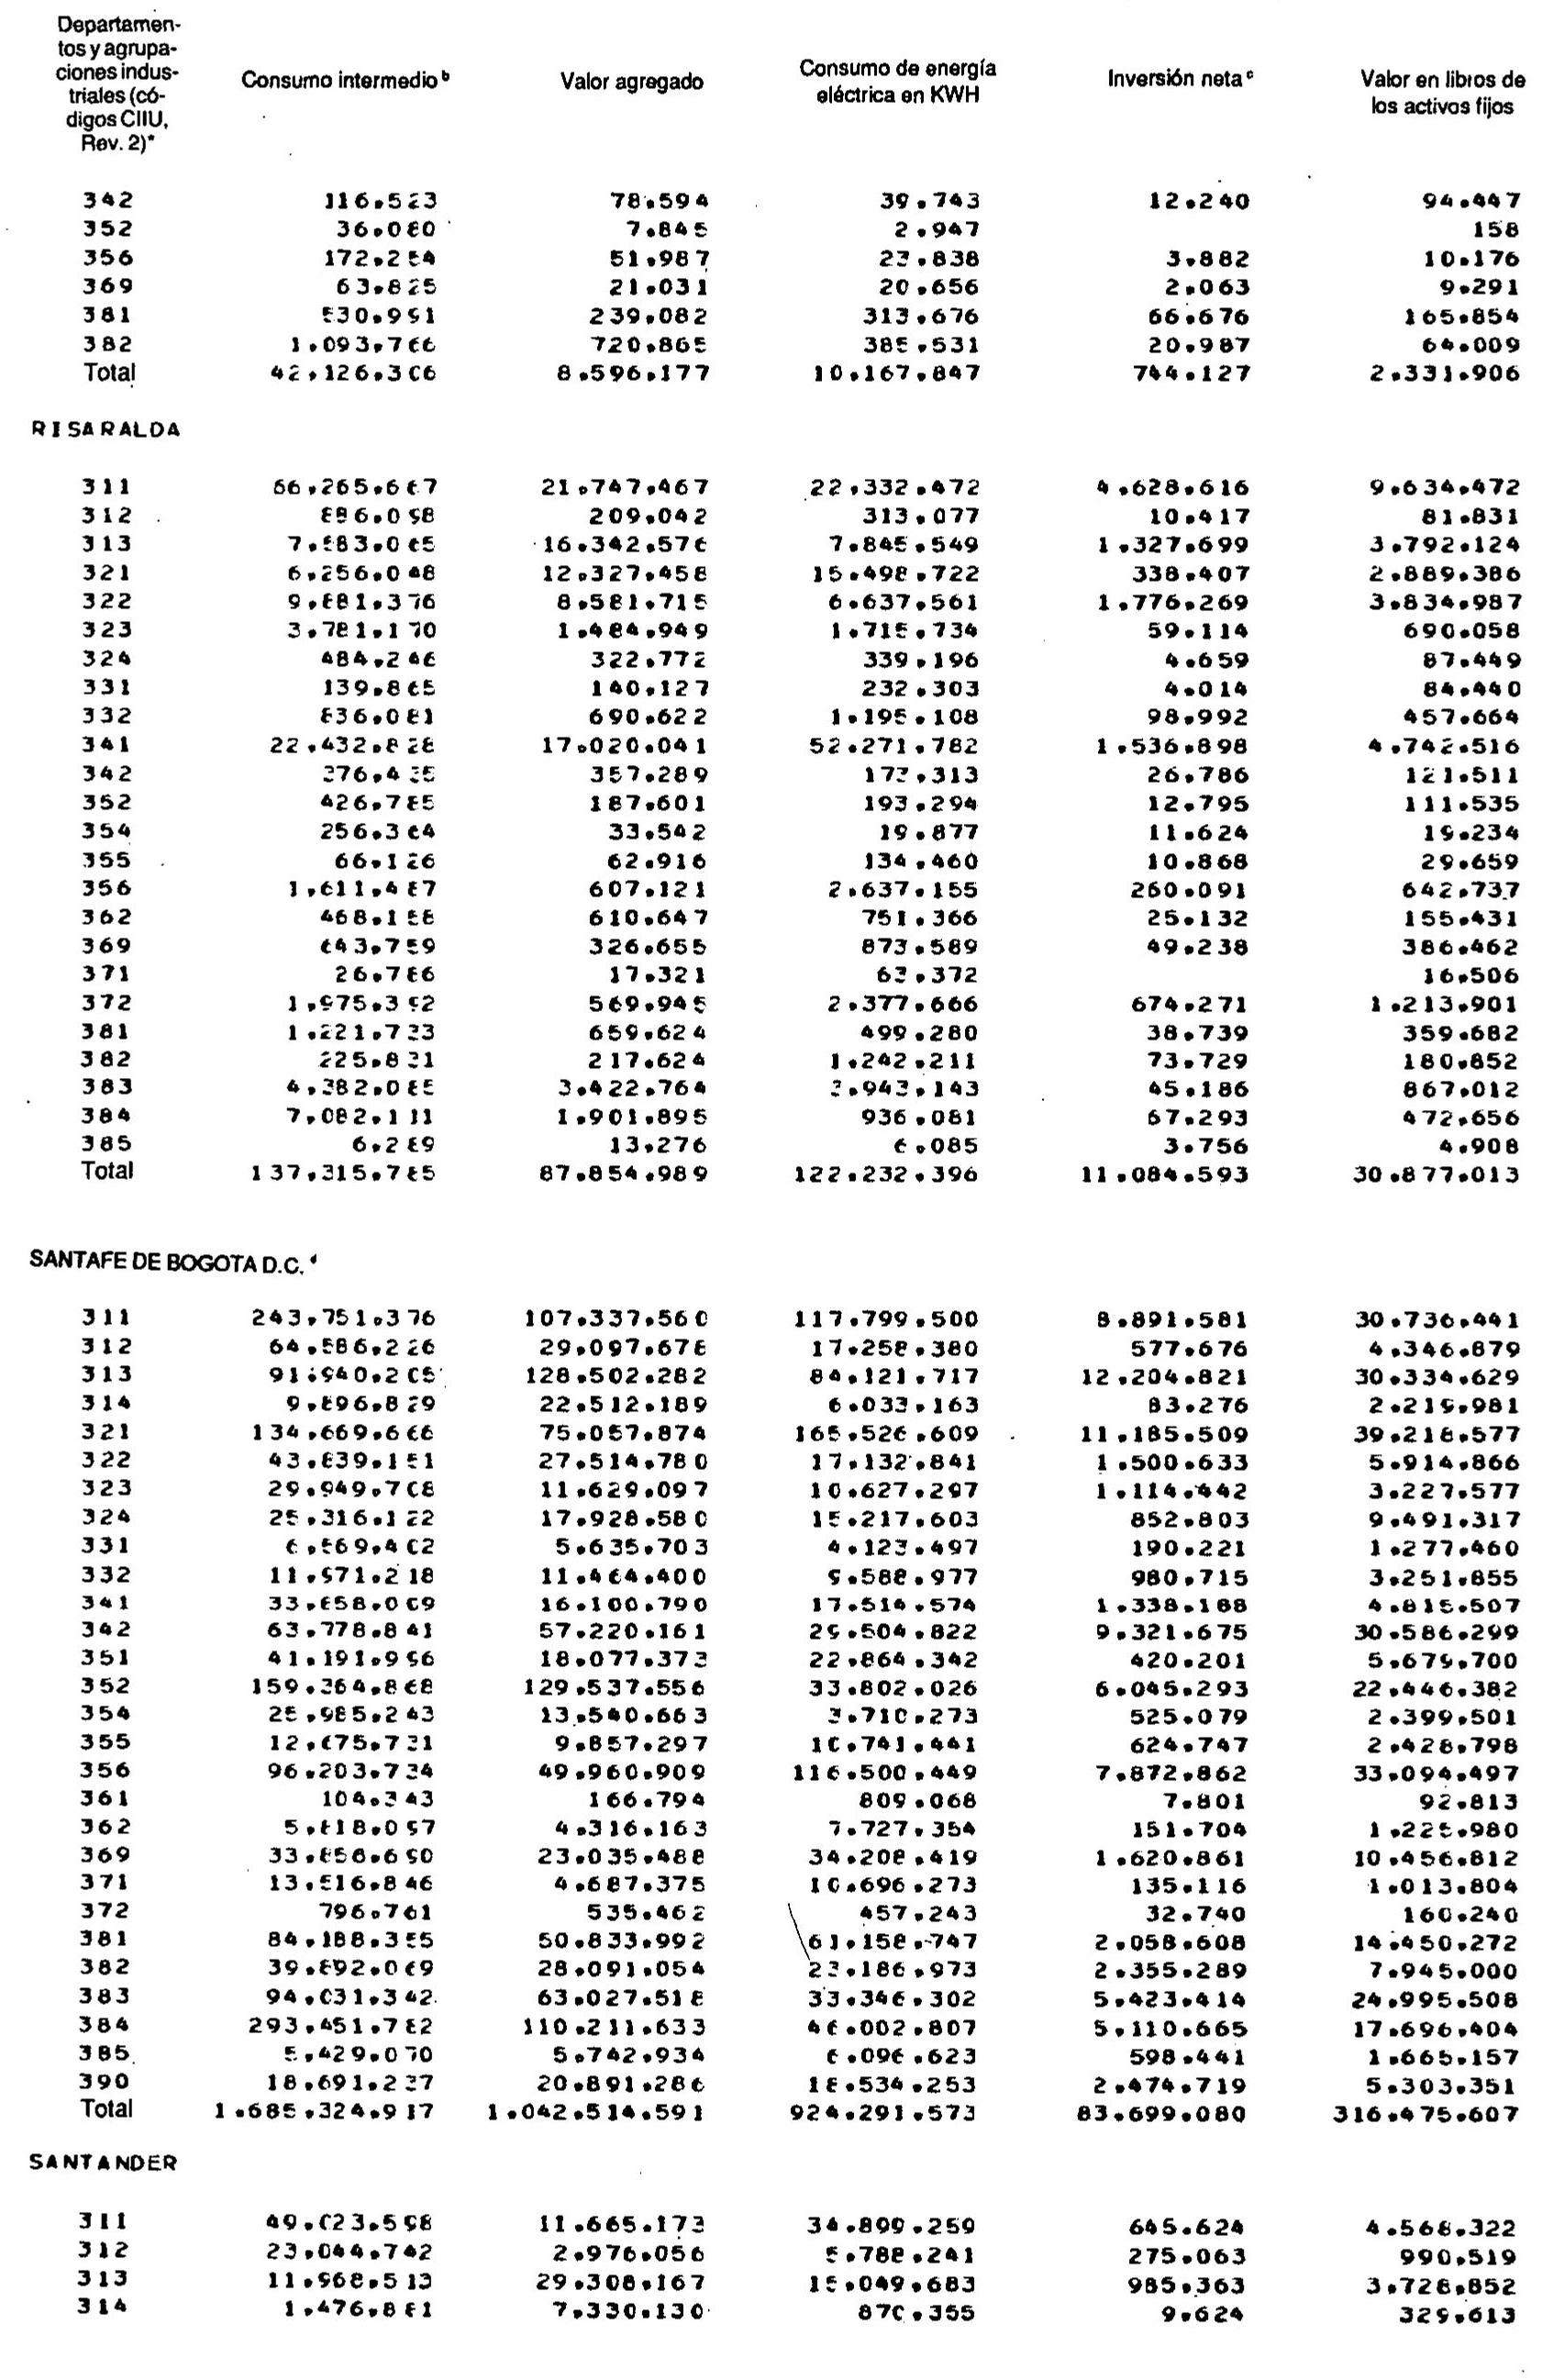 Departamen-
tos y agrupa-
ciones indus-
triales (có-
digos CIIU,
Rev. 2)*
Consumo intermedio b
Valor agregado
Consumo de energía
eléctrica en KWH
Inversión neta c
Valor en libros de
los activos fijos
342 116.523 78.594 39.743 12.240 94.447
352 36.080 7.845 2.947 158
356 172.254 51.987 23.838 3.882 10.176
369 63.825 21.031 20.656 2.063 9.291
381 530.991 239.082 313.676 66.676 165.854
382 1.093.766 720.865 385.531 20.987 64.009
Total 42.126.306 8.596.177 10.167.847 744.127 2.331.906
RISARALDA
311 66.265.667 21.747.467 22.332.472 4.628.616 9.634.472
312 209.042 313.077 10.417 81.831
313 7.583.065 16.342.576 7.845.549 1.327.699 3.792.124
321 6.256.048 12.327.458 15.498.722 338.407 2.889.386
322 8.581.715 6.637.561 1.776.269 3.834.987
323 3.781.170 1.484.949 1.715.734 59.114 690.058
324 484.246 322.772 339.196 4.659 87.449
331 139.865 140.127 232.303 4.014 84.440
332 836.081 690.622 1.195.108 98.992 457.664
341 22.432.828 17.020.041 52.271.782 1.536.898 4.742.516
342 376.435 357.289 173.313 26.786 121.511
352 426.785 187.601 193.294 12.795 111.535
354 256.364 33.542 19.877 11.624 19.234
355 66.126 62.916 134.460 10.868 29.659
356 1.611.487 607.121 2.637.155 260.091 642.737
362 468.158 610.647 751.366 25.132 155.431
369 643.759 326.655 873.589 49.238 386.462
371 26.786 17.321 63.372 16.506
372 1.975.392 569.945 2.377.666 674.271 1.213.901
381 1.221.733 659.624 499.280 38.739 359.682
382 225.831 217.624 1.242.211 73.729 180.852
383 4.382.085 3.422.764 3.943.143 45.186 867.012
384 7.082.111 1.901.895 936.081 67.293 472.656
385 6.289 13.276 6.085 3.756 4.908
Total 137.315.785 87.854.989 122.232.396 11.084.593 30.877.013
SANTAFE DE BOGOTA D.C. d
311 243.751.376 107.337.560 117.799.500 8.891.581 30.736.441
312 64.586.226 29.097.678 17.258.380 577.676 4.346.879
313 91.940.205 128.502.282 84.121.717 12.204.821 30.334.629
314 9.896.829 22.512.189 6.033.163 83.276 2.219.981
321 134.669.666 75.057.874 165.526.609 11.185.509 39.218.577
322 43.839.151 27.514.780 17.132.841 1.500.633 5.914.866
323 29.949.708 11.629.097 10.627.297 1.114.442 3.227.577
324 25.316.122 17.928.580 15.217.603 852.803 9.491.317
331 6.569.402 5.635.703 4.123.497 190.221 1.277.460
332 11.971.218 11.464.400 9.588.977 980.715 3.251.855
341 33.658.009 16.100.790 17.514.574 1.338.188 4.815.507
342 63.778.841 57.220.161 29.504.822 9.321.675 30.586.299
351 41.191.996 18.077.373 22.864.342 420.201 5.679.700
352 159.364.868 129.537.556 33.802.026 6.045.293 22.446.382
354 25.985.243 13.540.663 3.710.273 525.079 2.399.501
355 12.675.731 9.857.297 10.741.441 624.747 2.428.798
356 96.203.734 49.960.909 116.500.449 7.872.862 33.094.497
361 104.343 166.794 809.068 7.801 92.813
362 4.316.163 7.727.354 151.704 1.225.980
369 33.856.690 23.035.488 34.208.419 1.620.861 10.456.812
371 13.516.846 4.687.375 10.696.273 135.116 1.013.804
372 796.761 535.462 457.243 32.740 160.240
381 84.188.355 50.833.992 61.158.747 2.058.608 14.450.272
382 39.892.069 28.091.054 23.186.973 2.355.289 7.945.000
383 94.031.342 63.027.518 33.346.302 5.423.414 24.995.508
384 293.451.782 110.211.633 46.002.807 5.110.665 17.696.404
385 5.429.070 5.742.934 6.096.623 598.441 1.665.157
390 18.691.237 20.891.286 18.534.253 2.474.719 5.303.351
Total 1.685.324.917 1.042.514.591 924.291.573 83.699.080 316.475.607
SANTANDER
311 49.023.598 11.665.173 34.899.259 645.624 4.568.322
312 23.044.742 2.976.056 5.788.241 275.063 990.519
313 11.968.513 29.308.167 15.049.683 985.363 3.728.852
314 1.476.881 7.330.130 870.355 9.624 329.613